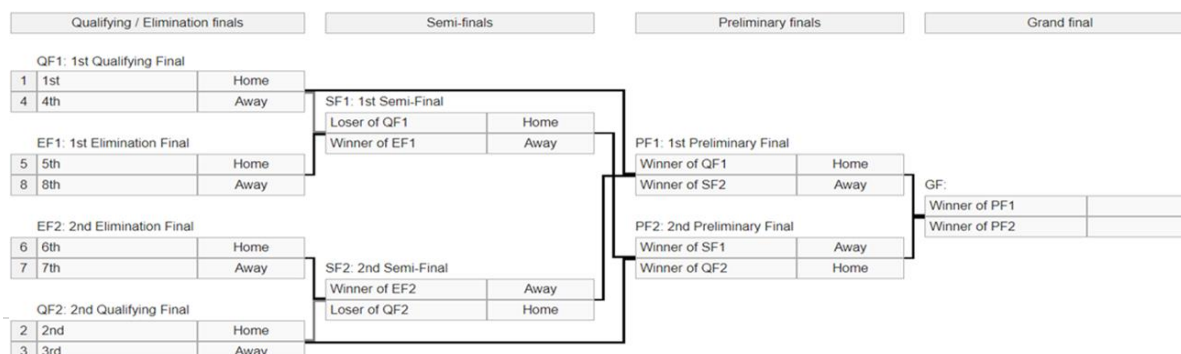 Qualifying / Elimination finals Semi-finals Preliminary finals Grand final
QF1: 1st Qualifying Final
1 1st Home
4 4th Away
SF1: 1st Semi-Final
Loser of QF1 Home
Winner of EF1 Away
EF1: 1st Elimination Final
5 5th Home
8 8th Away
PF1: 1st Preliminary Final
Winner of QF1 Home
Winner of SF2 Away
GF:
Winner of PF1
Winner of PF2
EF2: 2nd Elimination Final
6 6th Home
7 7th Away
PF2: 2nd Preliminary Final
Winner of SF1 Away
Winner of QF2 Home
SF2: 2nd Semi-Final
Winner of EF2 Away
Loser of QF2 Home
QF2: 2nd Qualifying Final
2 2nd Home
3 3rd Away